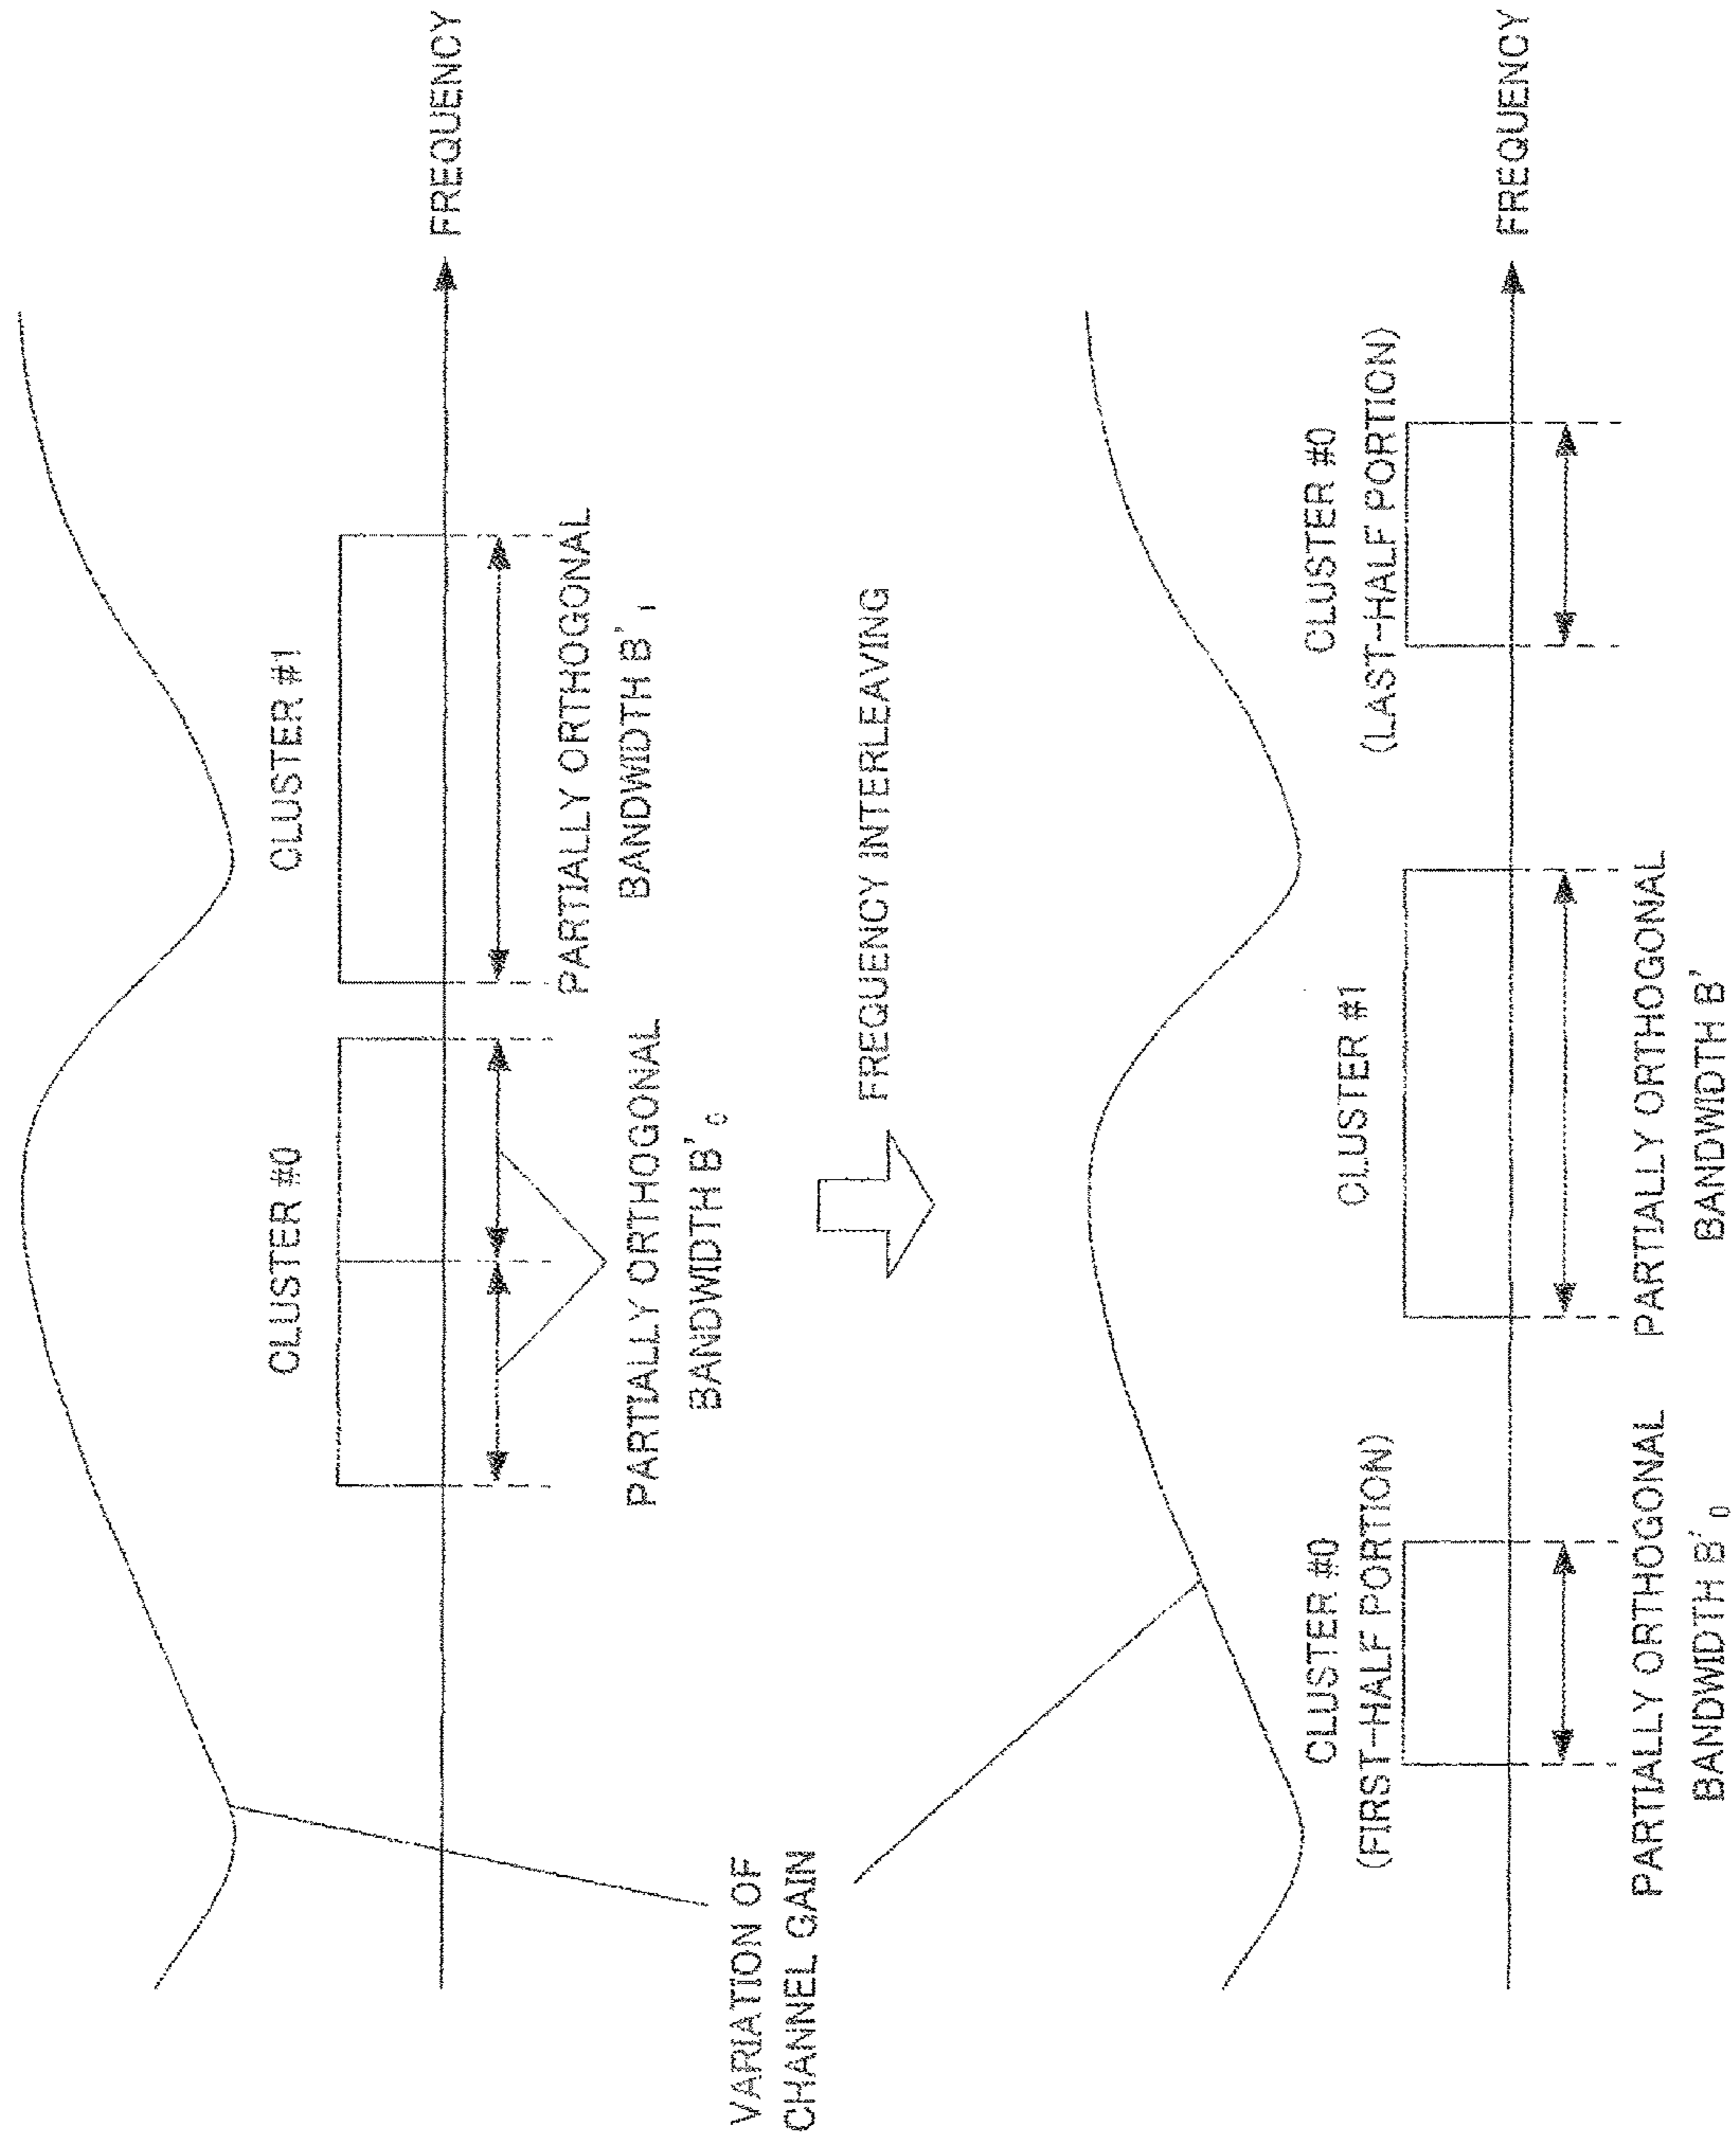 CLUSTER #0
CLUSTER #1
FREQUENCY
PARTIALLY ORTHOGONAL
BANDWIDTH B'0
PARTIALLY ORTHOGONAL
BANDWIDTH B'1
VARIATION OF
CHANNEL GAIN
FREQUENCY INTERLEAVING
CLUSTER #0
(FIRST-HALF PORTION)
CLUSTER #1
CLUSTER #0
(LAST-HALF PORTION)
FREQUENCY
PARTIALLY ORTHOGONAL
BANDWIDTH B'0
PARTIALLY ORTHOGONAL
BANDWIDTH B'